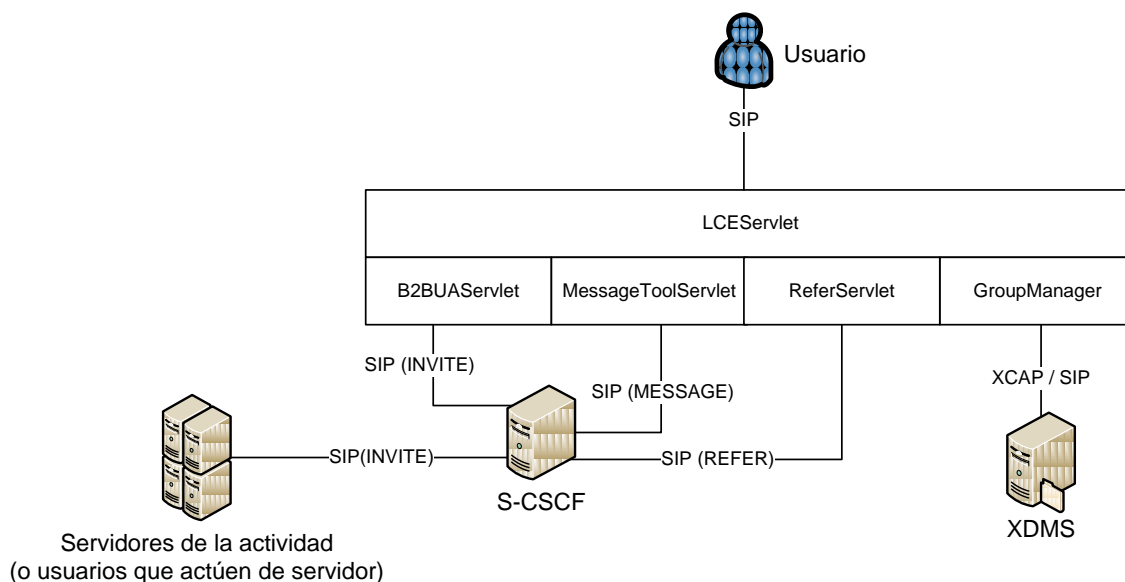 Usuario
SIP
LCEServlet
B2BUAServlet
MessageToolServlet
ReferServlet
GroupManager
SIP (INVITE)
SIP (MESSAGE)
XCAP / SIP
SIP(INVITE)
SIP (REFER)
S-CSCF
XDMS
Servidores de la actividad
(o usuarios que actúen de servidor)